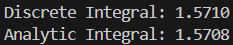 Discrete Integral: 1.5710
Analytic Integral: 1.5708